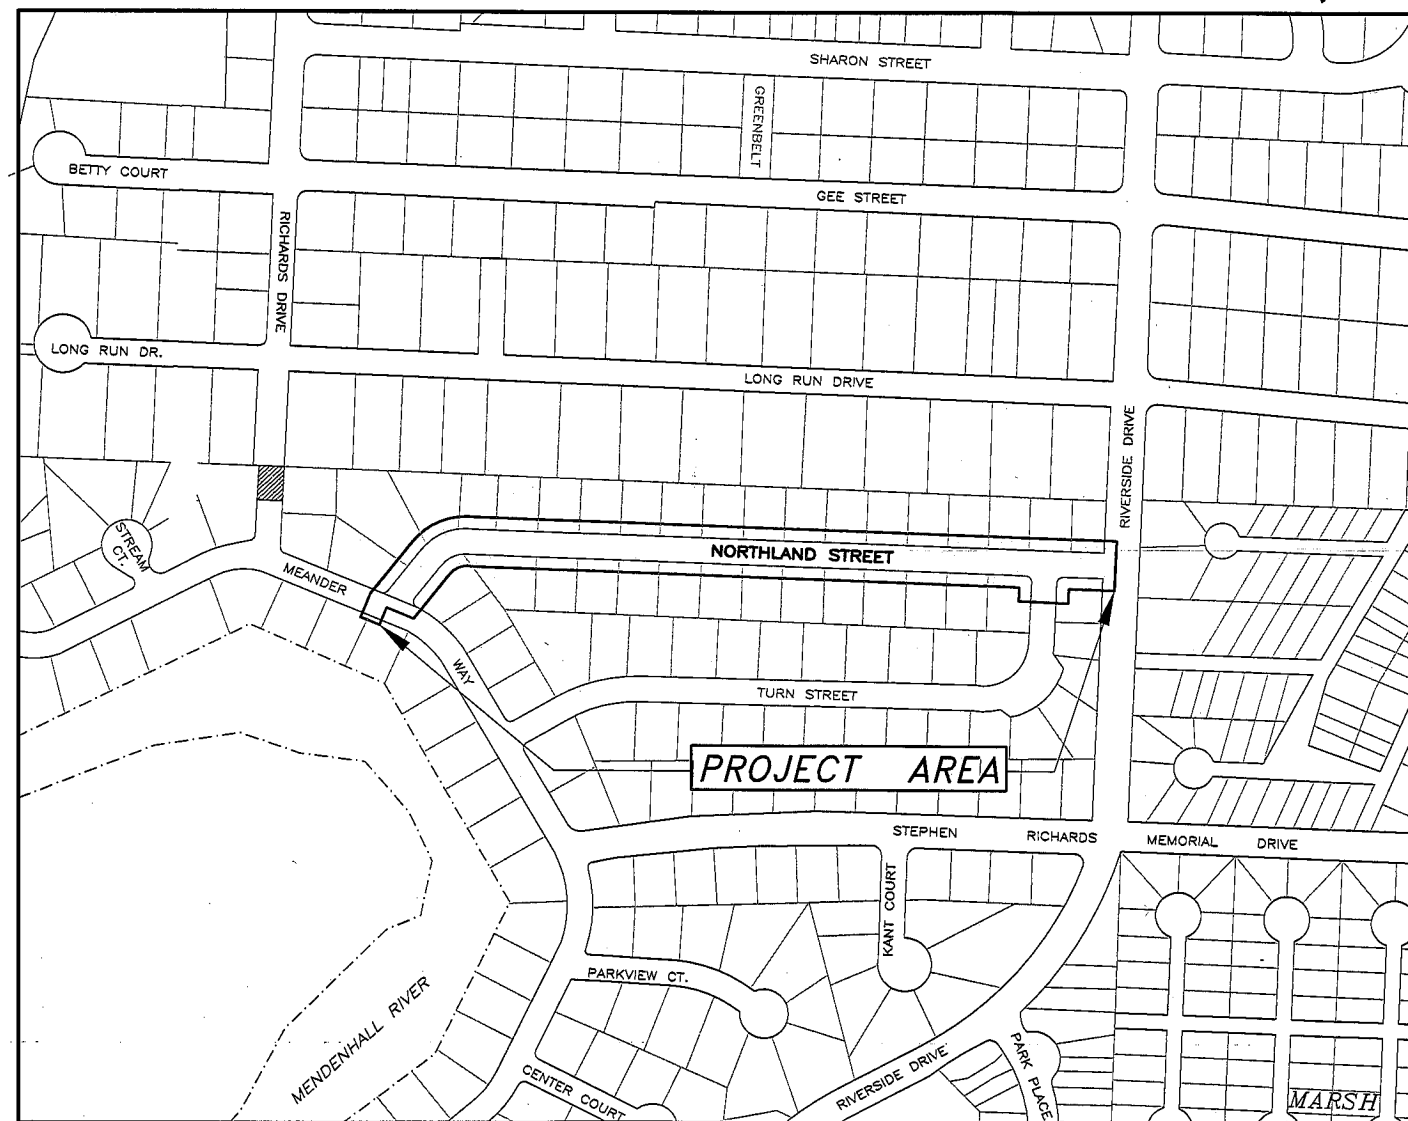 SHARON STREET
GREENBELT
BETTY COURT
GEE STREET
RICHARDS DRIVE
LONG RUN DR.
LONG RUN DRIVE
RIVERSIDE DRIVE
STREAM
CT.
NORTHLAND STREET
MEANDER
WAY
TURN STREET
PROJECT AREA
STEPHEN RICHARDS MEMORIAL DRIVE
KANT COURT
PARKVIEW CT.
MENDENHALL RIVER
CENTER COURT
RIVERSIDE DRIVE
PARK PLACE
MARSH